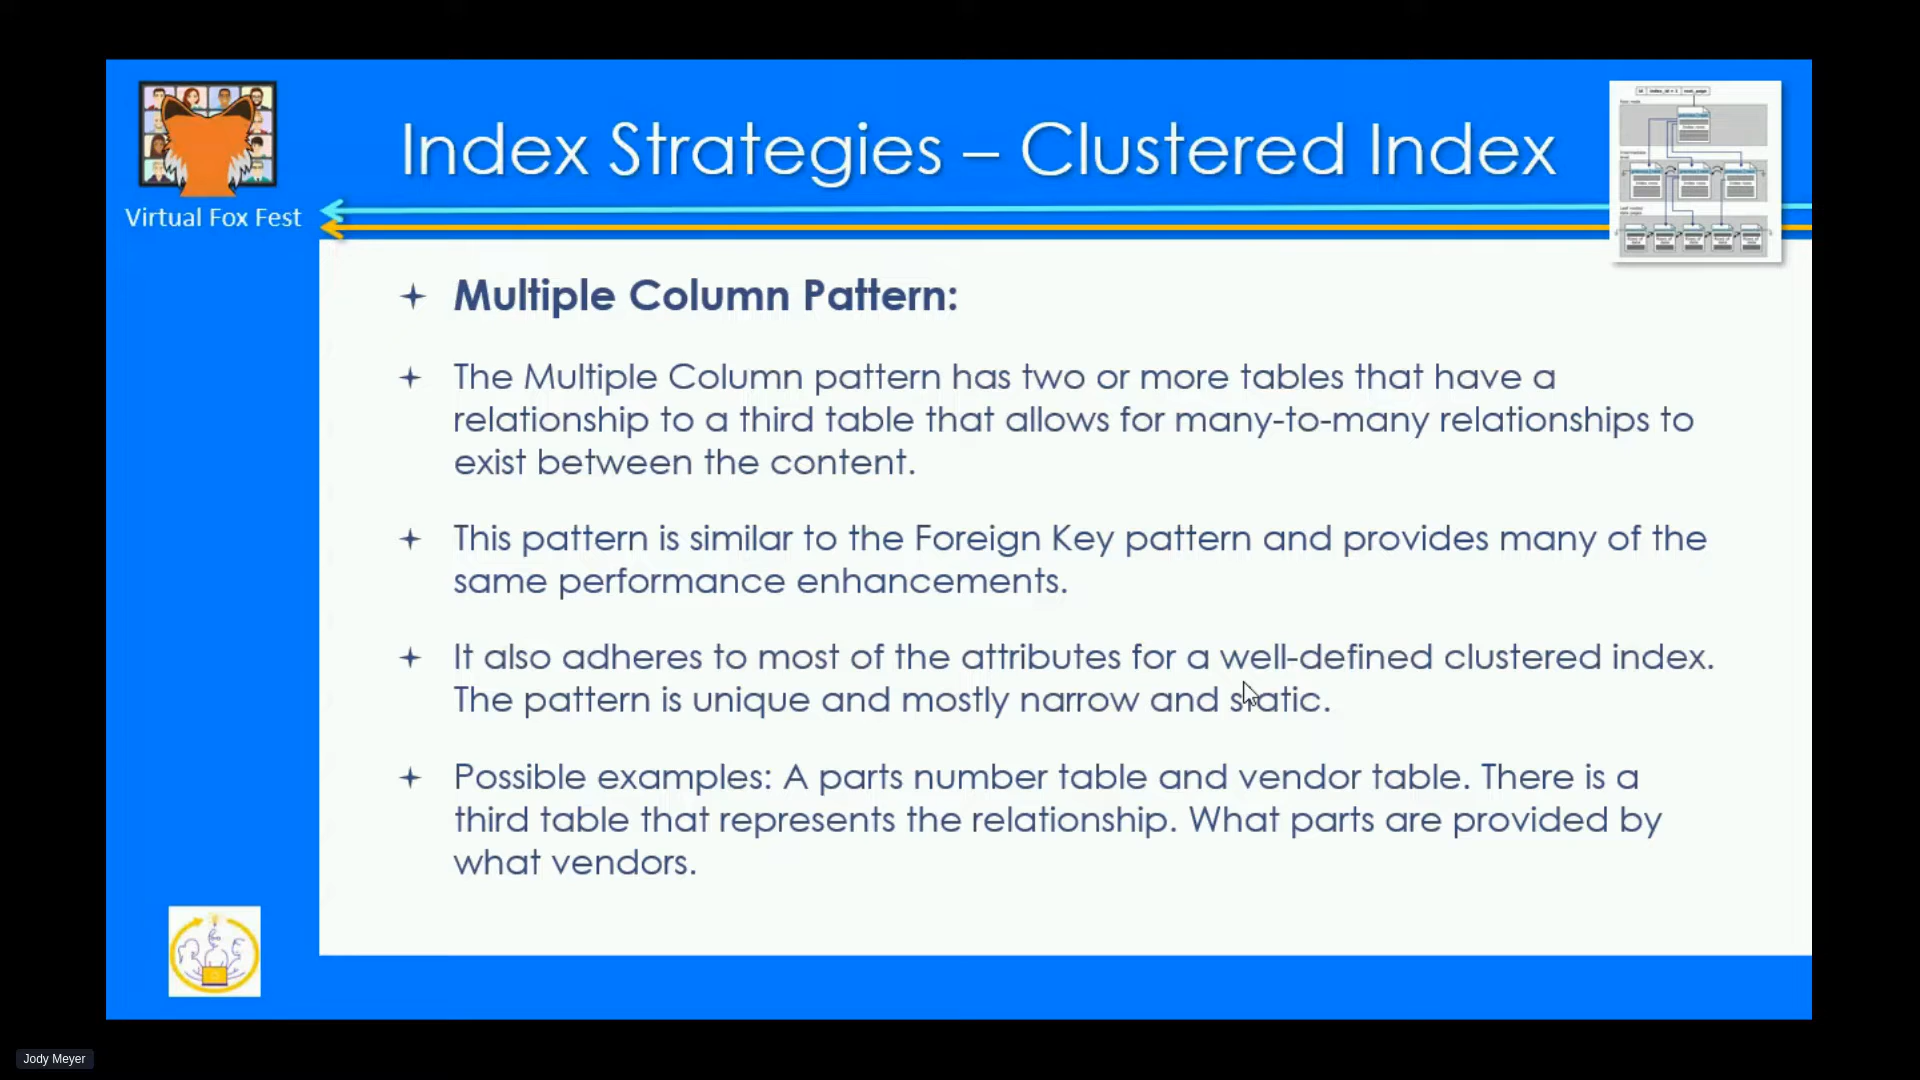 Index Strategies – Clustered Index
Virtual Fox Fest
Multiple Column Pattern:
The Multiple Column pattern has two or more tables that have a
relationship to a third table that allows for many-to-many relationships to
exist between the content.
This pattern is similar to the Foreign Key pattern and provides many of the
same performance enhancements.
It also adheres to most of the attributes for a well-defined clustered index.
The pattern is unique and mostly narrow and static.
Possible examples: A parts number table and vendor table. There is a
third table that represents the relationship. What parts are provided by
what vendors.
Jody Meyer